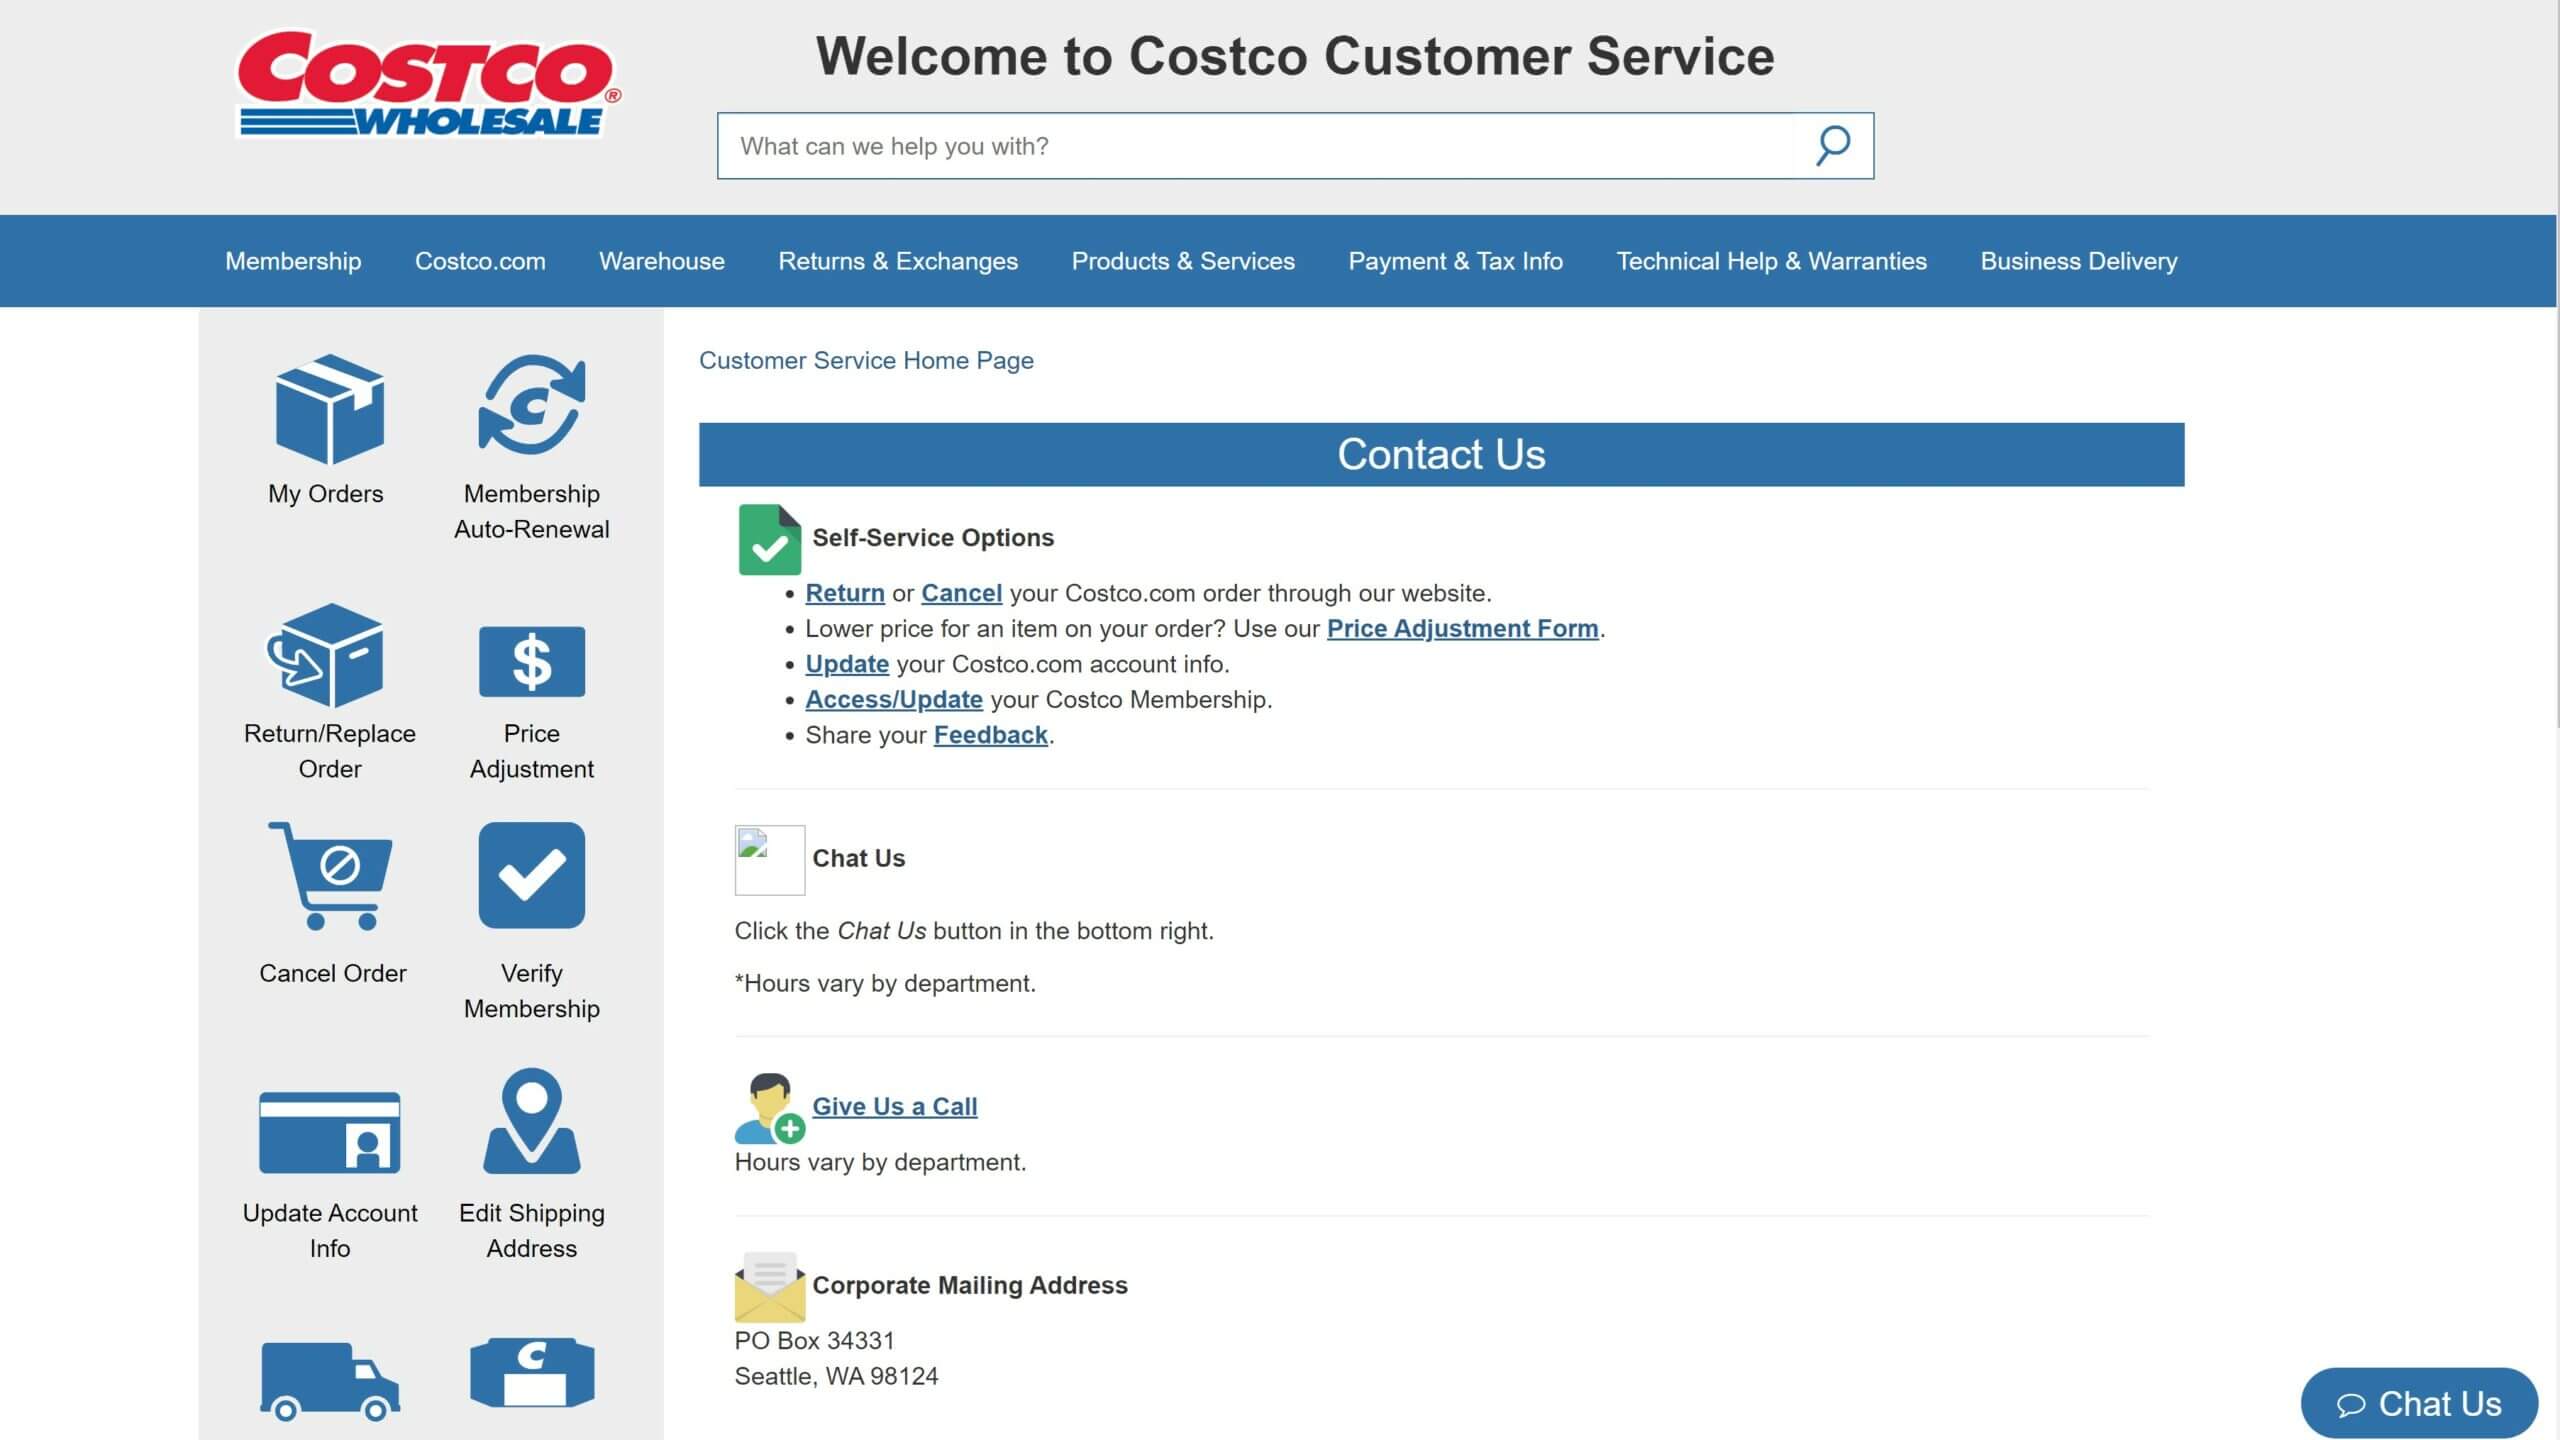 COSTCO®
WHOLESALE
Welcome to Costco Customer Service
What can we help you with?
Membership Costco.com Warehouse Returns & Exchanges Products & Services Payment & Tax Info Technical Help & Warranties Business Delivery
My Orders
Membership
Auto-Renewal
Return/Replace
Order
Price
Adjustment
Cancel Order
Verify
Membership
Update Account
Info
Edit Shipping
Address
Customer Service Home Page
Contact Us
Self-Service Options
• Return or Cancel your Costco.com order through our website.
• Lower price for an item on your order? Use our Price Adjustment Form.
• Update your Costco.com account info.
• Access/Update your Costco Membership.
• Share your Feedback.
Chat Us
Click the Chat Us button in the bottom right.
*Hours vary by department.
Give Us a Call
Hours vary by department.
Corporate Mailing Address
PO Box 34331
Seattle, WA 98124
Chat Us